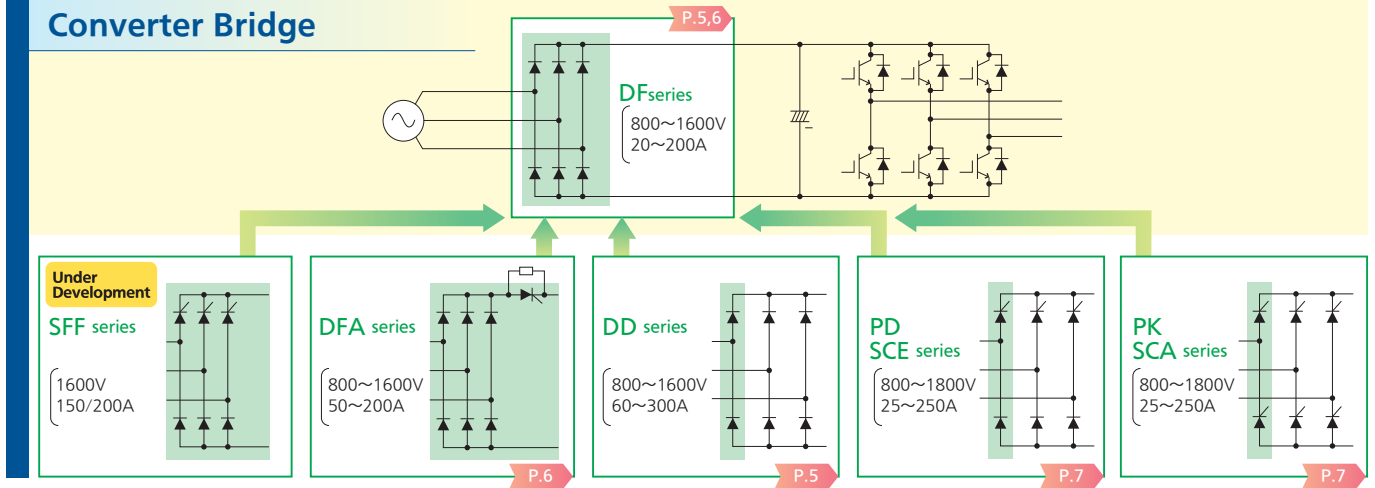 Converter Bridge
P.5,6
DFseries
800～1600V
20～200A
Under
Development
SFF series
1600V
150/200A
DFA series
800～1600V
50～200A
P.6
DD series
800～1600V
60～300A
P.5
PD
SCE series
800～1800V
25～250A
P.7
PK
SCA series
800～1800V
25～250A
P.7